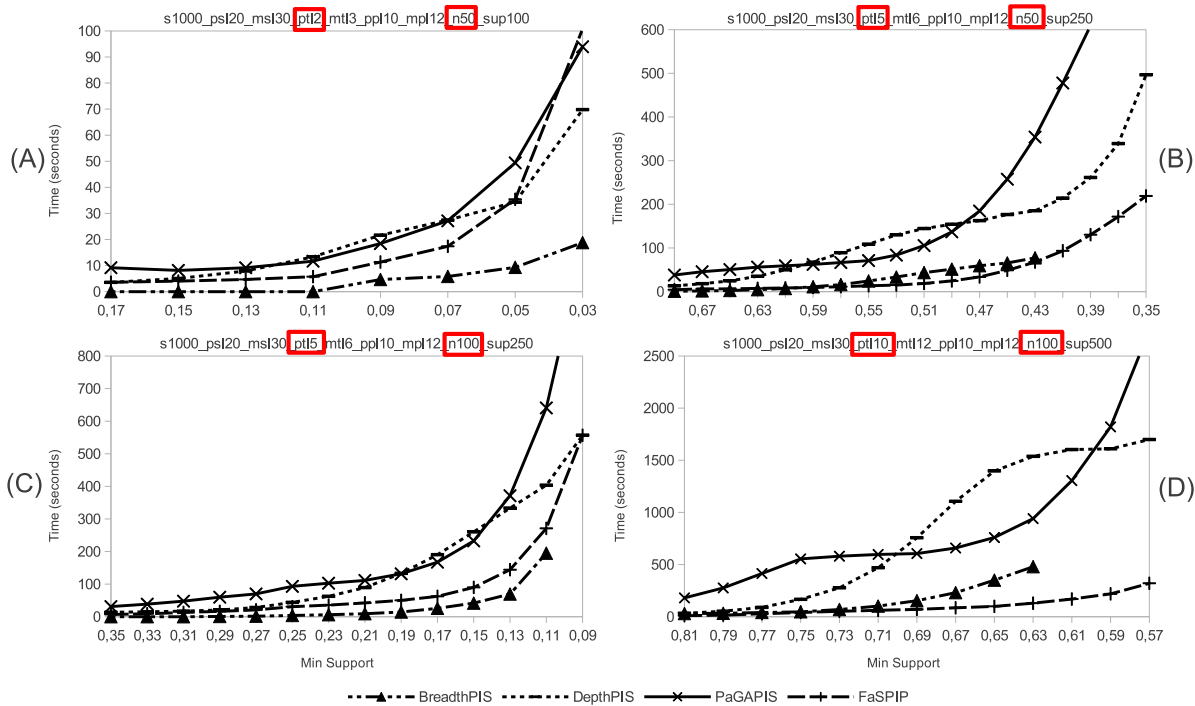 s1000_psl20_msl30_ptl2_mtl3_ppl10_mpl12_n50_sup100
(A)
Time (seconds)
100
90
80
70
60
50
40
30
20
10
0
0,17 0,15 0,13 0,11 0,09 0,07 0,05 0,03
s1000_psl20_msl30_ptl5_mtl6_ppl10_mpl12_n50_sup250
(B)
Time (seconds)
600
500
400
300
200
100
0
0,67 0,63 0,59 0,55 0,51 0,47 0,43 0,39 0,35
s1000_psl20_msl30_ptl5_mtl6_ppl10_mpl12_n100_sup250
(C)
Time (seconds)
800
700
600
500
400
300
200
100
0
0,35 0,33 0,31 0,29 0,27 0,25 0,23 0,21 0,19 0,17 0,15 0,13 0,11 0,09
Min Support
s1000_psl20_msl30_ptl10_mtl12_ppl10_mpl12_n100_sup500
(D)
Time (seconds)
2500
2000
1500
1000
500
0
0,81 0,79 0,77 0,75 0,73 0,71 0,69 0,67 0,65 0,63 0,61 0,59 0,57
Min Support
BreadthPIS DepthPIS PaGAPIS FaSPIP